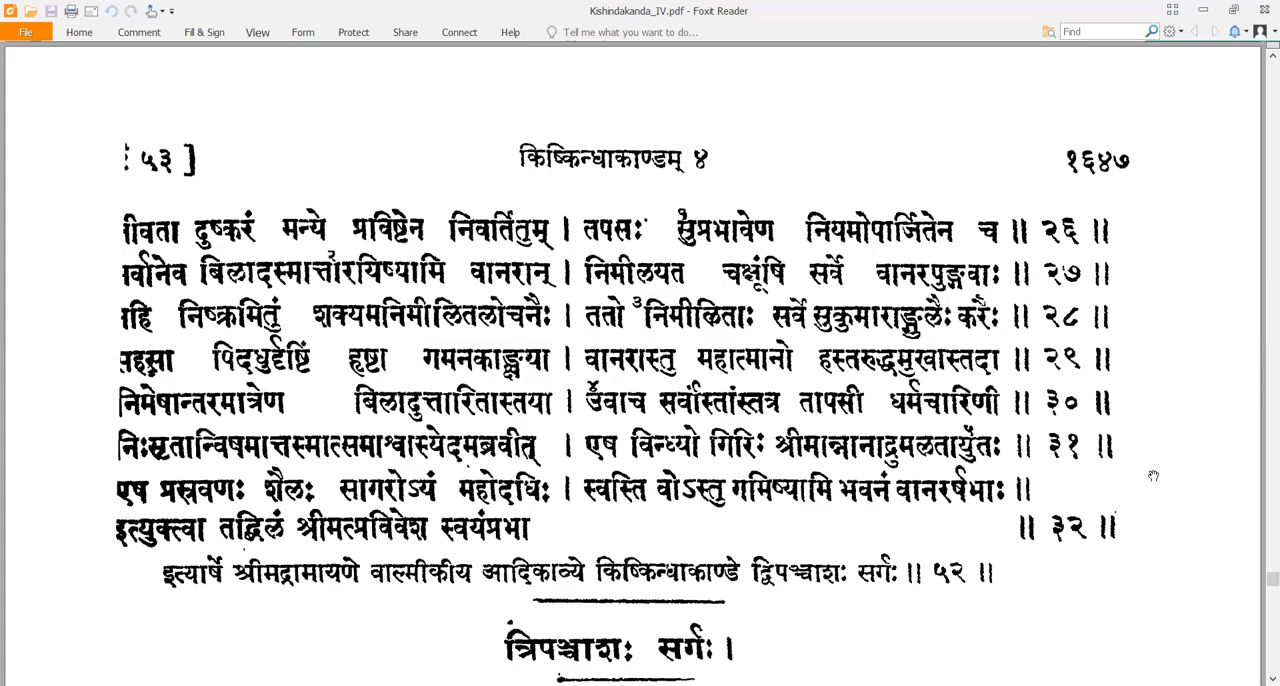 Kishindakanda_IV.pdf - Foxit Reader
File Home Comment Fill & Sign View Form Protect Share Connect Help Tell me what you want to do... Find
५३ ] किष्किन्धाकाण्डम् ४ १६४७
ीवता दुष्करं मन्ये प्रविष्टेन निवर्तितुम् । तपसः सुप्रभावेण नियमोपार्जितेन च ॥ २६ ॥
र्वानेव बिलादस्मात्तारयिष्यामि वानरान् । निमीलयत चक्षूंषि सर्वे वानरपुङ्गवाः ॥ २७ ॥
हि निष्क्रमितुं शक्यमनिमीलितलोचनैः । ततो ३निमीलिताः सर्वे सुकुमाराङ्गुलैः करैः ॥ २८ ॥
सहसा पिदधुर्दृष्टिं हृष्टा गमनकाङ्क्षया । वानरास्तु महात्मानो हस्तरुद्धमुखास्तदा ॥ २९ ॥
निमेषान्तरमात्रेण बिलादुत्तारितास्तया । उवाच सर्वांस्तांस्तत्र तापसी धर्मचारिणी ॥ ३० ॥
निःसृतान्विषमात्तस्मात्समाश्वास्येदमब्रवीत् । एष विन्ध्यो गिरिः श्रीमान्नानाद्रुमलतायुतः ॥ ३१ ॥
एष प्रस्रवणः शैलः सागरोऽयं महोदधिः । स्वस्ति वोऽस्तु गमिष्यामि भवनं वानरर्षभाः ॥
इत्युक्त्वा तद्बिलं श्रीमत्प्रविवेश स्वयंप्रभा ॥ ३२ ॥
इत्यार्षे श्रीमद्रामायणे वाल्मीकीय आदिकाव्ये किष्किन्धाकाण्डे द्विपञ्चाशः सर्गः ॥ ५२ ॥
त्रिपञ्चाशः सर्गः ।